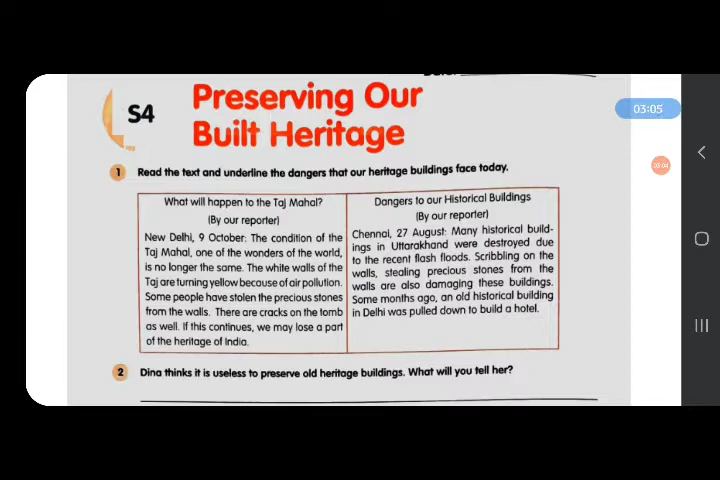 03:05
S4
Preserving Our
Built Heritage
1 Read the text and underline the dangers that our heritage buildings face today.
What will happen to the Taj Mahal?
(By our reporter)
New Delhi, 9 October: The condition of the
Taj Mahal, one of the wonders of the world,
is no longer the same. The white walls of the
Taj are turning yellow because of air pollution.
Some people have stolen the precious stones
from the walls. There are cracks on the tomb
as well. If this continues, we may lose a part
of the heritage of India.
Dangers to our Historical Buildings
(By our reporter)
Chennai, 27 August: Many historical build-
ings in Uttarakhand were destroyed due
to the recent flash floods. Scribbling on the
walls, stealing precious stones from the
walls are also damaging these buildings.
Some months ago, an old historical building
in Delhi was pulled down to build a hotel.
2 Dina thinks it is useless to preserve old heritage buildings. What will you tell her?